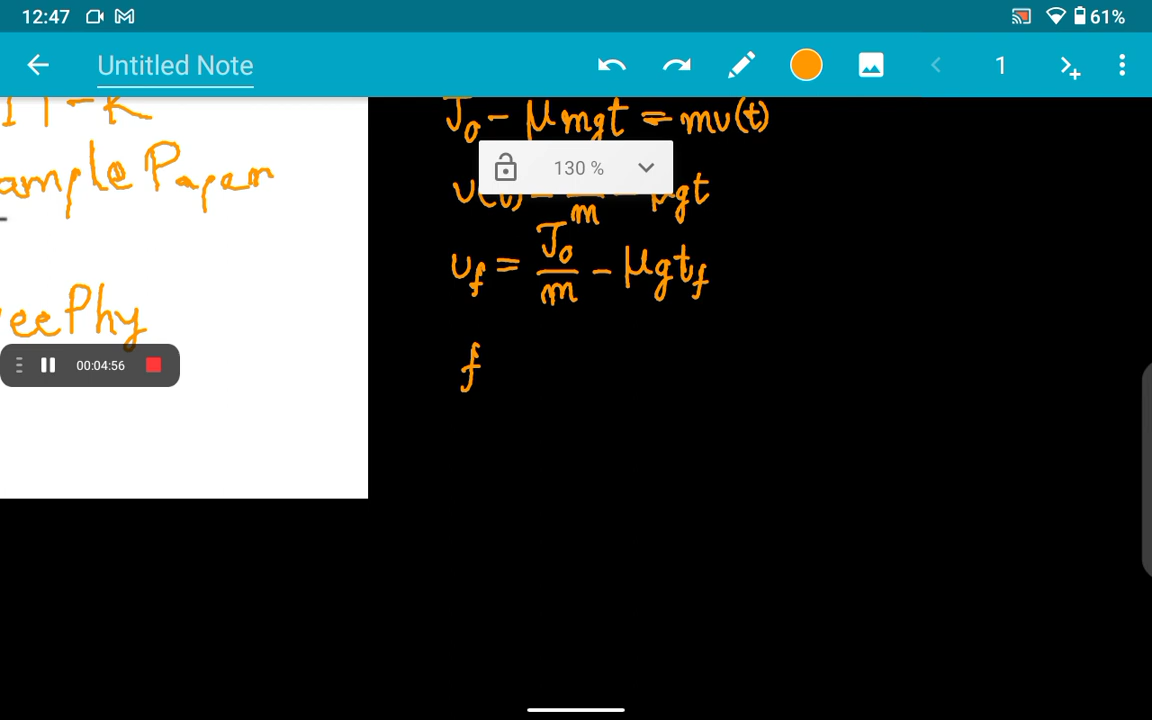 12:47 61%
Untitled Note 1
130 %
IT-K
ample Paper
eePhy
00:04:56
J₀ - μmgt = mv(t)
m μgt
v_f = J₀/m - μgt_f
f